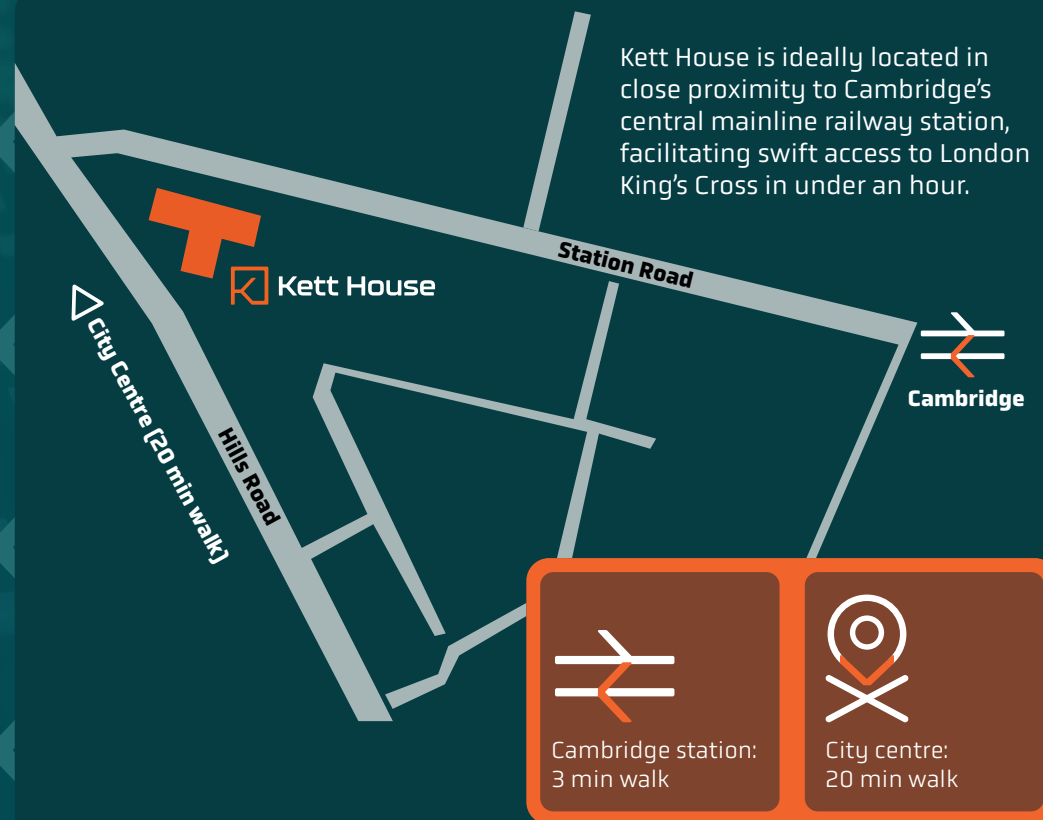 Kett House is ideally located in
close proximity to Cambridge’s
central mainline railway station,
facilitating swift access to London
King’s Cross in under an hour.
Station Road
Kett House
City Centre (20 min walk)
Hills Road
Cambridge
Cambridge station:
3 min walk
City centre:
20 min walk